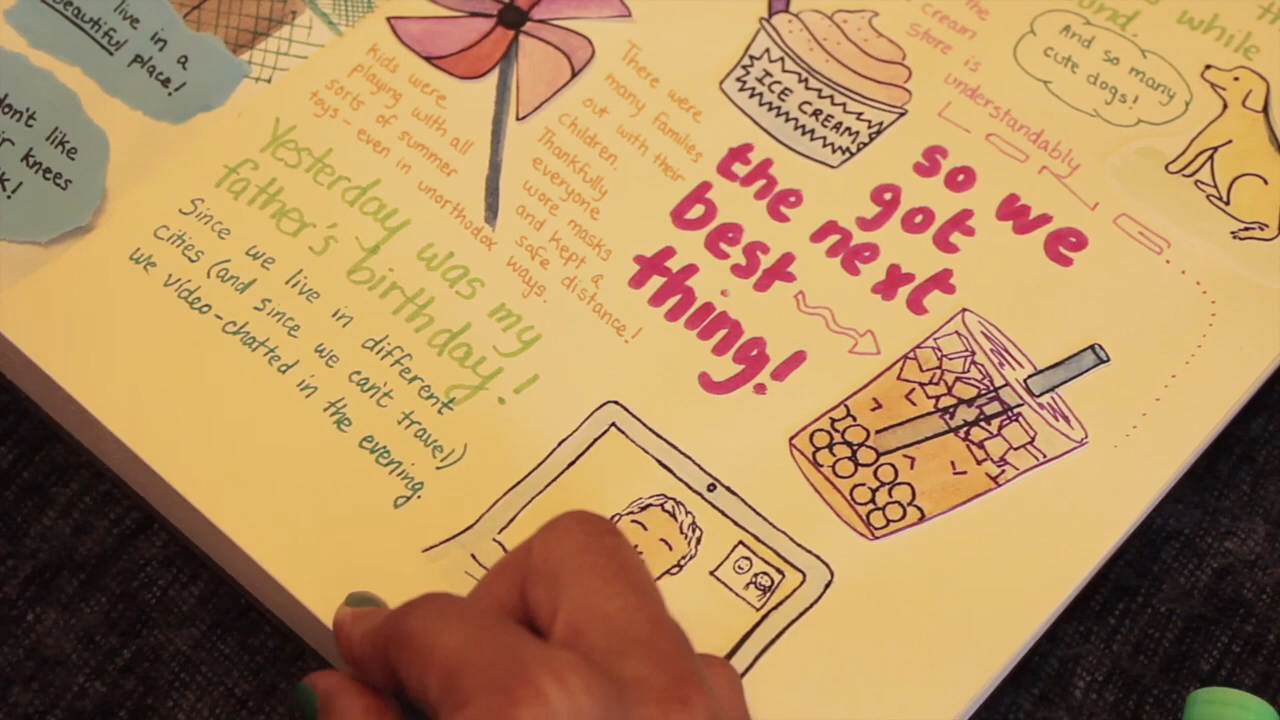 live in a
beautiful place!
don't like
knees
kids were
playing with all
sorts of summer
toys - even in unorthodox
ways.
There were
many families
out with their
children.
Thankfully
everyone
wore masks
and kept a
safe distance!
Yesterday was my
father's birthday!
Since we live in different
cities (and since we can't travel)
we video-chatted in the evening.
ICE CREAM
the
cream
store is
understandably
so we
got
the next
best
thing!
while
And so many
cute dogs!